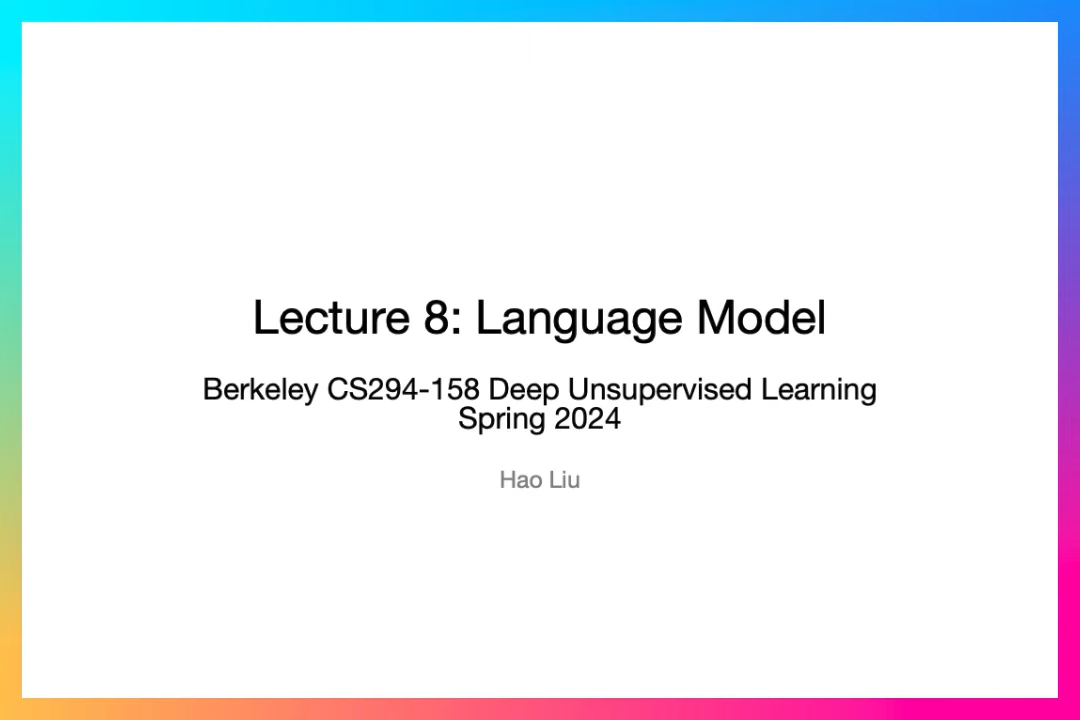 Lecture 8: Language Model
Berkeley CS294-158 Deep Unsupervised Learning
Spring 2024
Hao Liu